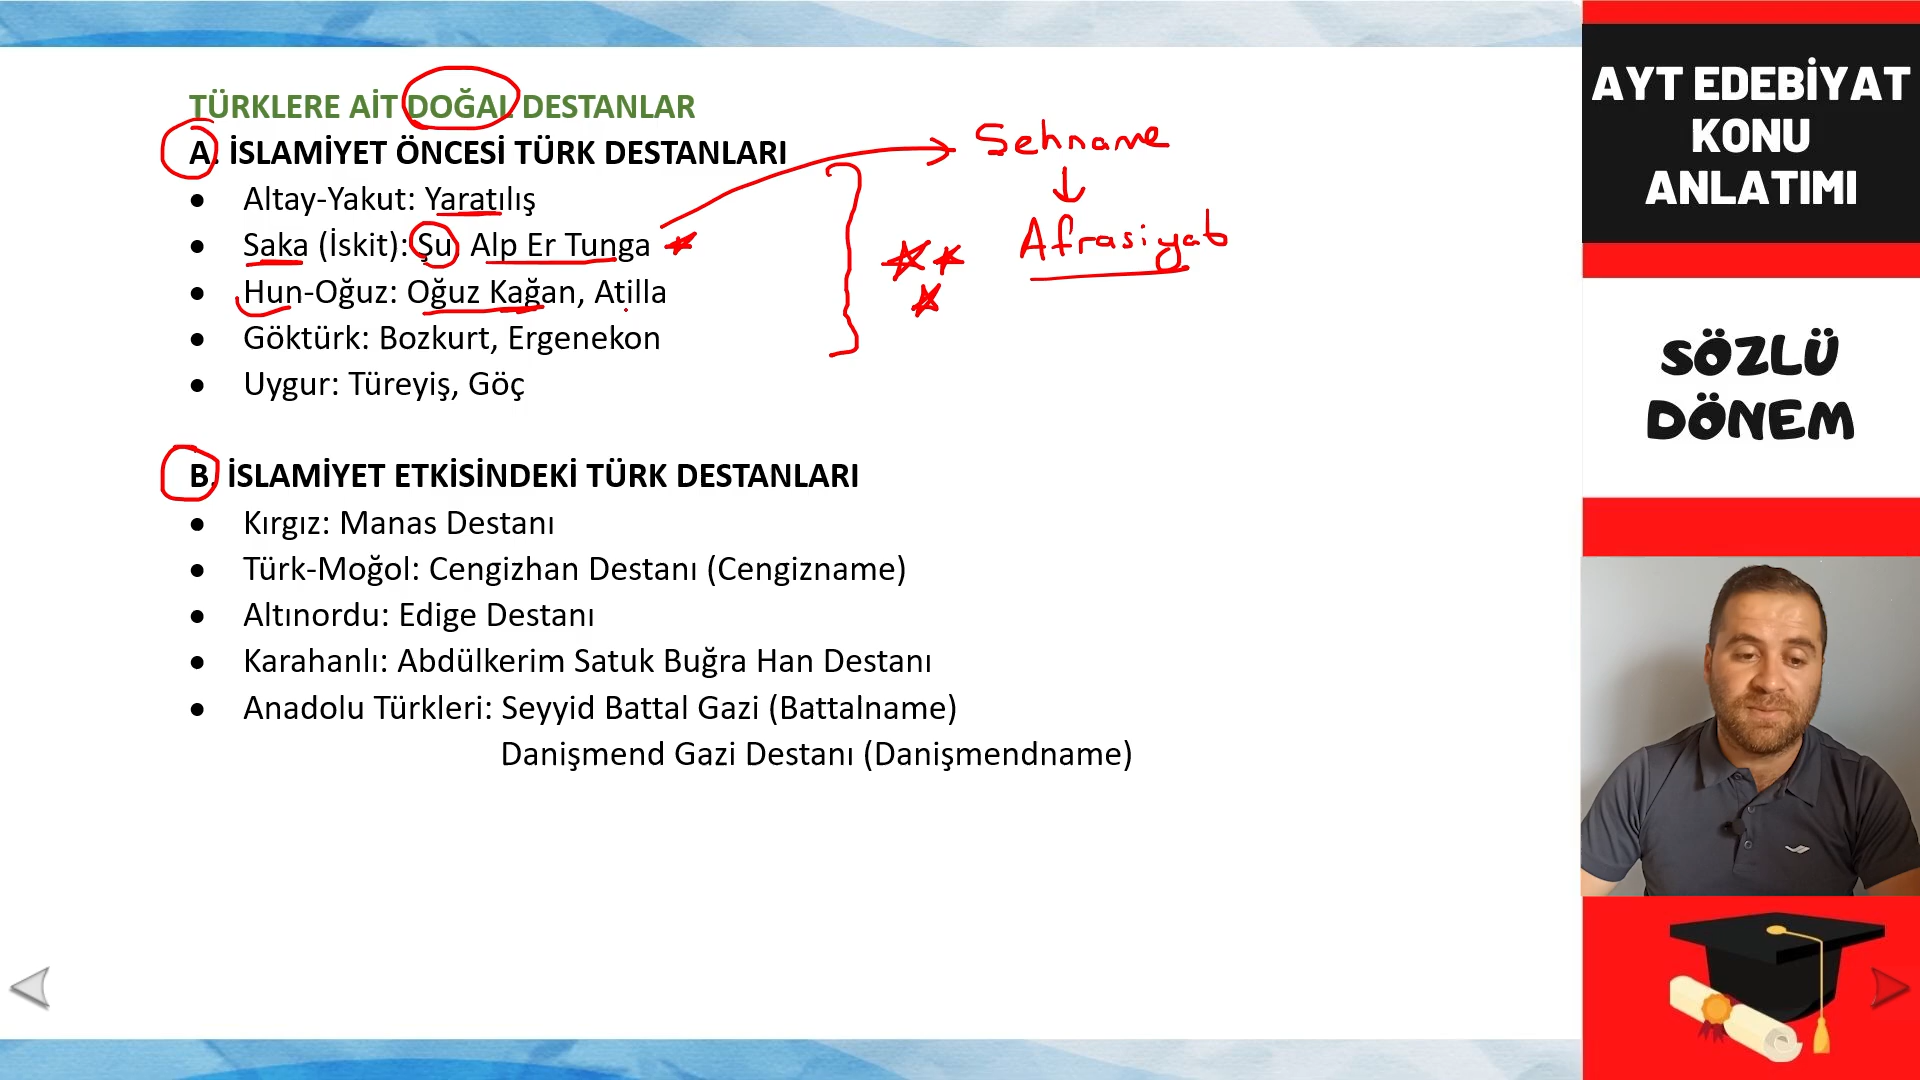 TÜRKLERE AİT DOĞAL DESTANLAR
A. İSLAMİYET ÖNCESİ TÜRK DESTANLARI
• Altay-Yakut: Yaratılış
• Saka (İskit): Şu, Alp Er Tunga
• Hun-Oğuz: Oğuz Kağan, Atilla
• Göktürk: Bozkurt, Ergenekon
• Uygur: Türeyiş, Göç
Sehname
Afrasiyab
B. İSLAMİYET ETKİSİNDEKİ TÜRK DESTANLARI
• Kırgız: Manas Destanı
• Türk-Moğol: Cengizhan Destanı (Cengizname)
• Altınordu: Edige Destanı
• Karahanlı: Abdülkerim Satuk Buğra Han Destanı
• Anadolu Türkleri: Seyyid Battal Gazi (Battalname)
Danişmend Gazi Destanı (Danişmendname)
AYT EDEBİYAT
KONU
ANLATIMI
SÖZLÜ
DÖNEM